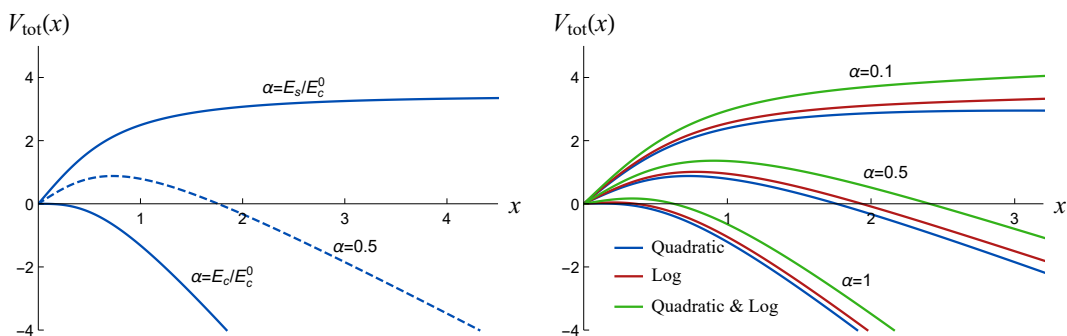 V_tot(x)
4
α=E_s/E_c^0
2
0
1
2
3
4
x
α=0.5
−2
α=E_c/E_c^0
−4
V_tot(x)
4
α=0.1
2
α=0.5
0
1
2
3
x
Quadratic
−2
Log
α=1
Quadratic & Log
−4